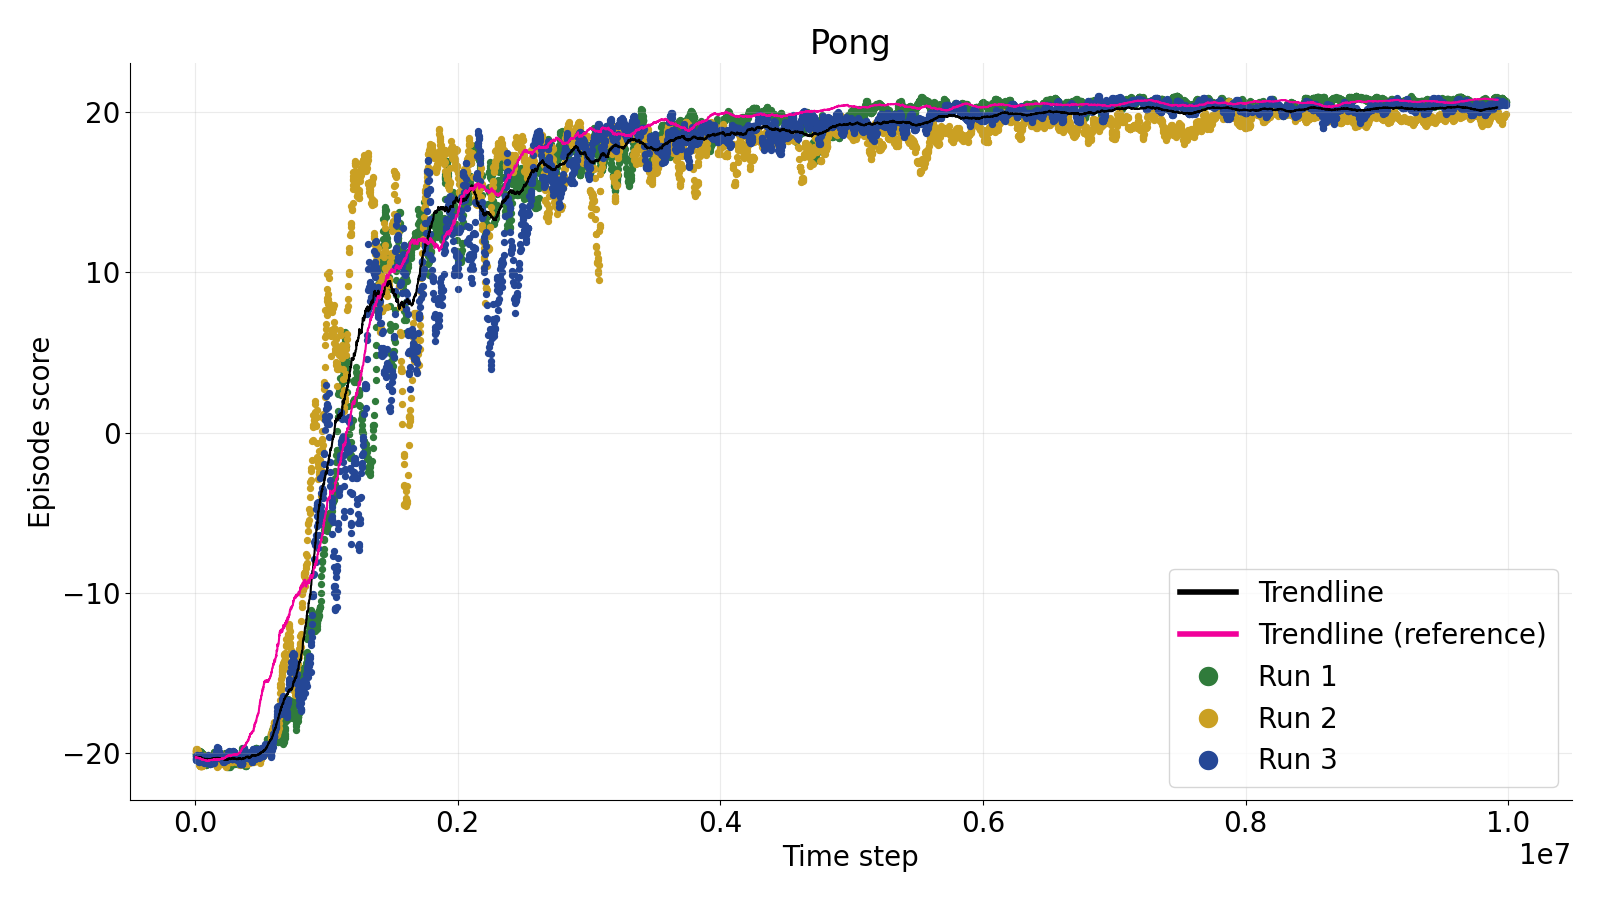 Pong
Episode score
20
10
0
−10
−20
0.0
0.2
0.4
0.6
0.8
1.0
1e7
Time step
Trendline
Trendline (reference)
Run 1
Run 2
Run 3